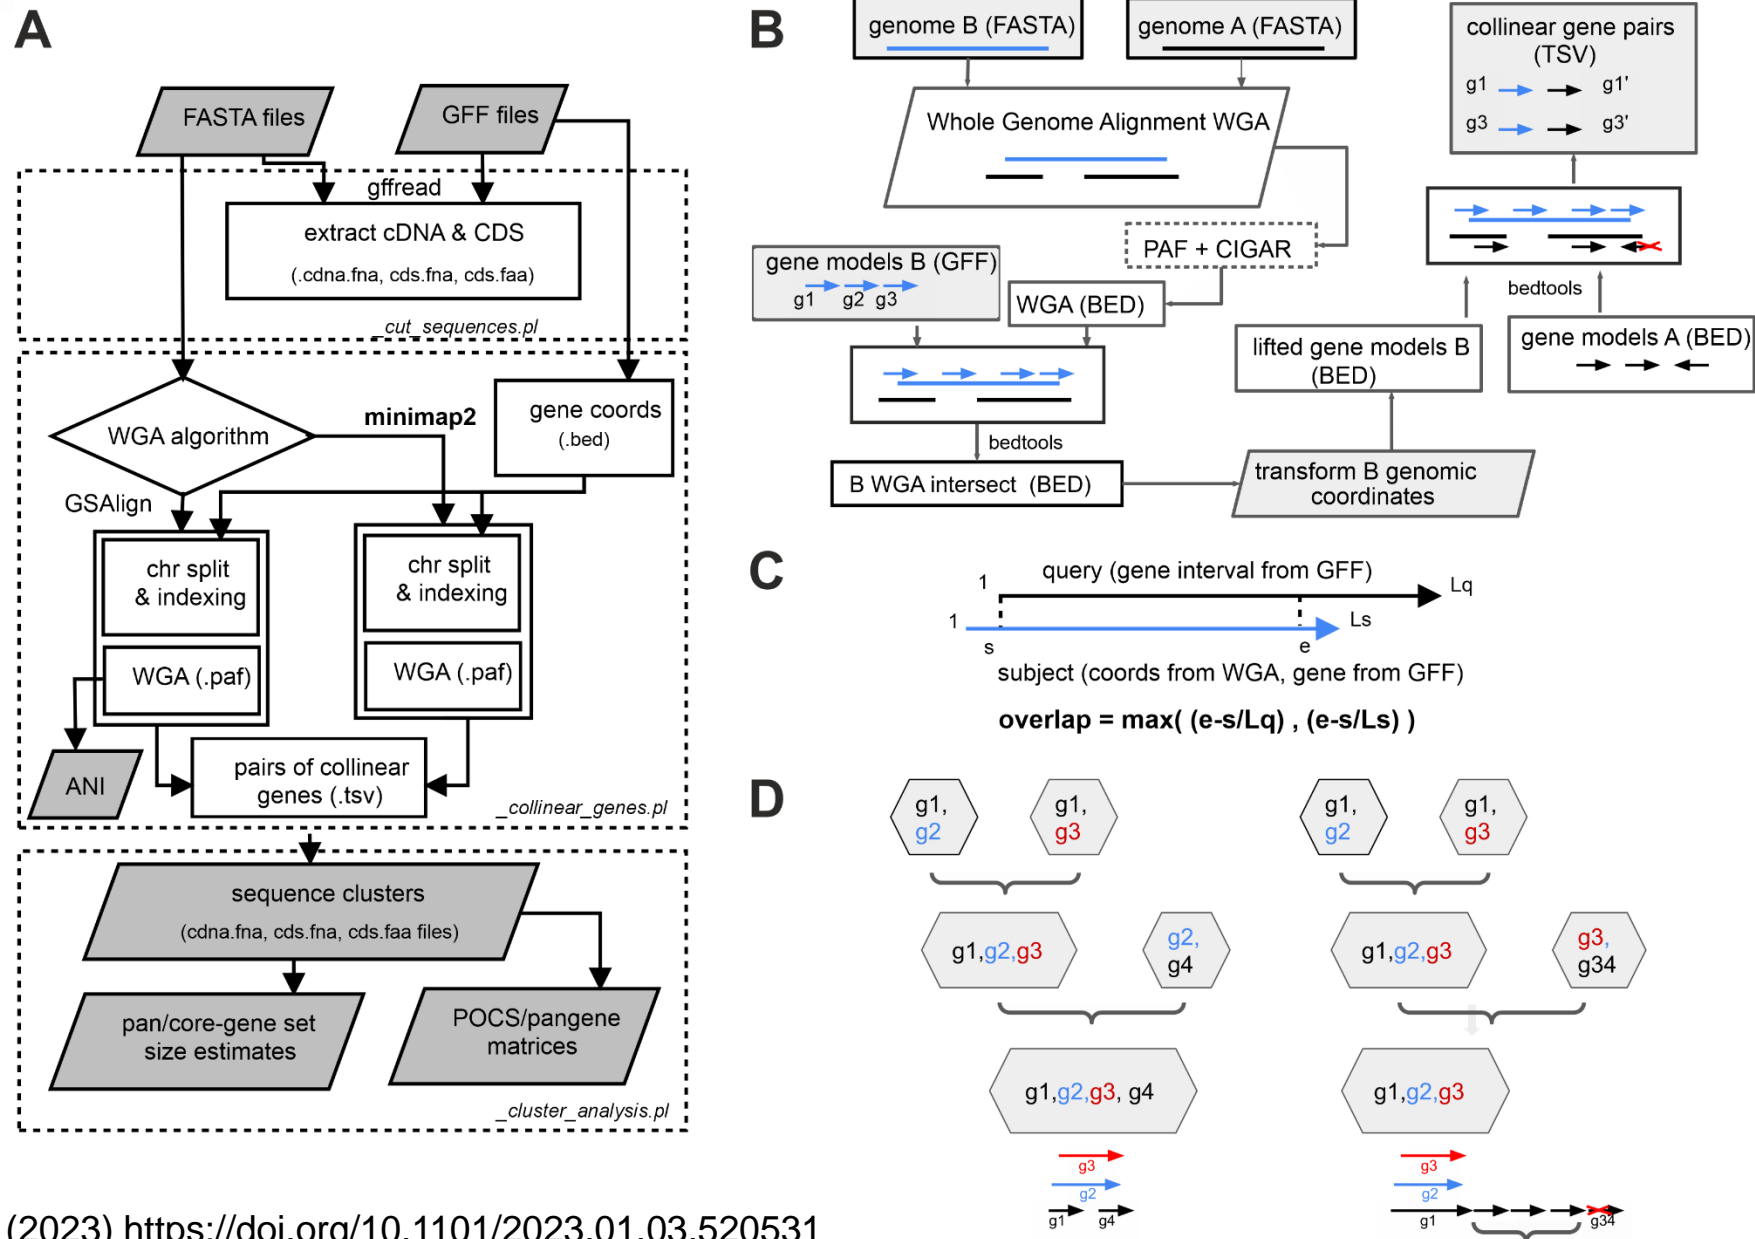 A
FASTA files
GFF files
gffread
extract cDNA & CDS
(.cdna.fna, cds.fna, cds.faa)
_cut_sequences.pl
WGA algorithm
minimap2
gene coords
(.bed)
GSAlign
chr split
& indexing
WGA (.paf)
chr split
& indexing
WGA (.paf)
ANI
pairs of collinear
genes (.tsv)
_collinear_genes.pl
sequence clusters
(cdna.fna, cds.fna, cds.faa files)
pan/core-gene set
size estimates
POCS/pangene
matrices
_cluster_analysis.pl
B
genome B (FASTA)
genome A (FASTA)
Whole Genome Alignment WGA
PAF + CIGAR
gene models B (GFF)
g1 g2 g3
WGA (BED)
bedtools
B WGA intersect (BED)
transform B genomic
coordinates
lifted gene models B
(BED)
bedtools
gene models A (BED)
collinear gene pairs
(TSV)
g1 g1'
g3 g3'
C
query (gene interval from GFF)
1 Lq
1 Ls
s e
subject (coords from WGA, gene from GFF)
overlap = max( (e-s/Lq) , (e-s/Ls) )
D
g1,
g2
g1,
g3
g1,g2,g3
g2,
g4
g1,g2,g3, g4
g3
g2
g1 g4
g1,
g2
g1,
g3
g1,g2,g3
g3,
g34
g1,g2,g3
g3
g2
g1 g34
(2023) https://doi.org/10.1101/2023.01.03.520531